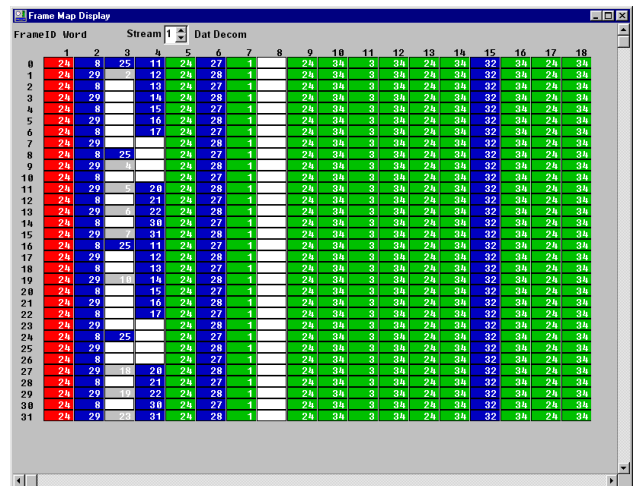 Frame Map Display
FrameID Word Stream 1 Dat Decom
1 2 3 4 5 6 7 8 9 10 11 12 13 14 15 16 17 18
0 24 8 25 11 24 27 1 24 34 3 34 24 34 32 34 24 34
1 24 29 2 12 24 28 1 24 34 3 34 24 34 32 34 24 34
2 24 8 13 24 27 1 24 34 3 34 24 34 32 34 24 34
3 24 29 14 24 28 1 24 34 3 34 24 34 32 34 24 34
4 24 8 15 24 27 1 24 34 3 34 24 34 32 34 24 34
5 24 29 16 24 28 1 24 34 3 34 24 34 32 34 24 34
6 24 8 17 24 27 1 24 34 3 34 24 34 32 34 24 34
7 24 29 24 28 1 24 34 3 34 24 34 32 34 24 34
8 24 8 25 24 27 1 24 34 3 34 24 34 32 34 24 34
9 24 29 4 24 28 1 24 34 3 34 24 34 32 34 24 34
10 24 8 24 27 1 24 34 3 34 24 34 32 34 24 34
11 24 29 5 20 24 28 1 24 34 3 34 24 34 32 34 24 34
12 24 8 21 24 27 1 24 34 3 34 24 34 32 34 24 34
13 24 29 6 22 24 28 1 24 34 3 34 24 34 32 34 24 34
14 24 8 30 24 27 1 24 34 3 34 24 34 32 34 24 34
15 24 29 7 31 24 28 1 24 34 3 34 24 34 32 34 24 34
16 24 8 25 11 24 27 1 24 34 3 34 24 34 32 34 24 34
17 24 29 12 24 28 1 24 34 3 34 24 34 32 34 24 34
18 24 8 13 24 27 1 24 34 3 34 24 34 32 34 24 34
19 24 29 10 14 24 28 1 24 34 3 34 24 34 32 34 24 34
20 24 8 15 24 27 1 24 34 3 34 24 34 32 34 24 34
21 24 29 16 24 28 1 24 34 3 34 24 34 32 34 24 34
22 24 8 17 24 27 1 24 34 3 34 24 34 32 34 24 34
23 24 29 24 28 1 24 34 3 34 24 34 32 34 24 34
24 24 8 25 24 27 1 24 34 3 34 24 34 32 34 24 34
25 24 29 24 28 1 24 34 3 34 24 34 32 34 24 34
26 24 8 24 27 1 24 34 3 34 24 34 32 34 24 34
27 24 29 18 20 24 28 1 24 34 3 34 24 34 32 34 24 34
28 24 8 21 24 27 1 24 34 3 34 24 34 32 34 24 34
29 24 29 19 22 24 28 1 24 34 3 34 24 34 32 34 24 34
30 24 8 30 24 27 1 24 34 3 34 24 34 32 34 24 34
31 24 29 23 31 24 28 1 24 34 3 34 24 34 32 34 24 34